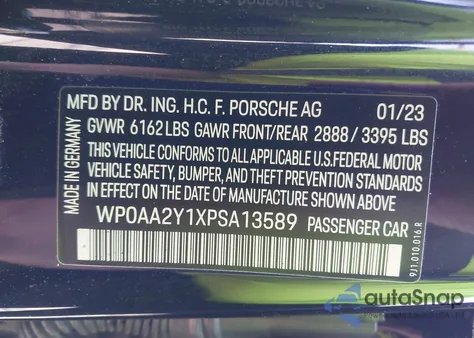 MFD BY DR. ING. H.C. F. PORSCHE AG 01/23
GVWR 6162 LBS GAWR FRONT/REAR 2888 / 3395 LBS
THIS VEHICLE CONFORMS TO ALL APPLICABLE U.S. FEDERAL MOTOR
VEHICLE SAFETY, BUMPER, AND THEFT PREVENTION STANDARDS
IN EFFECT ON THE DATE OF MANUFACTURE SHOWN ABOVE.
WP0AA2Y1XPSA13589 PASSENGER CAR
MADE IN GERMANY
9J1.010.016.R
autoSnap